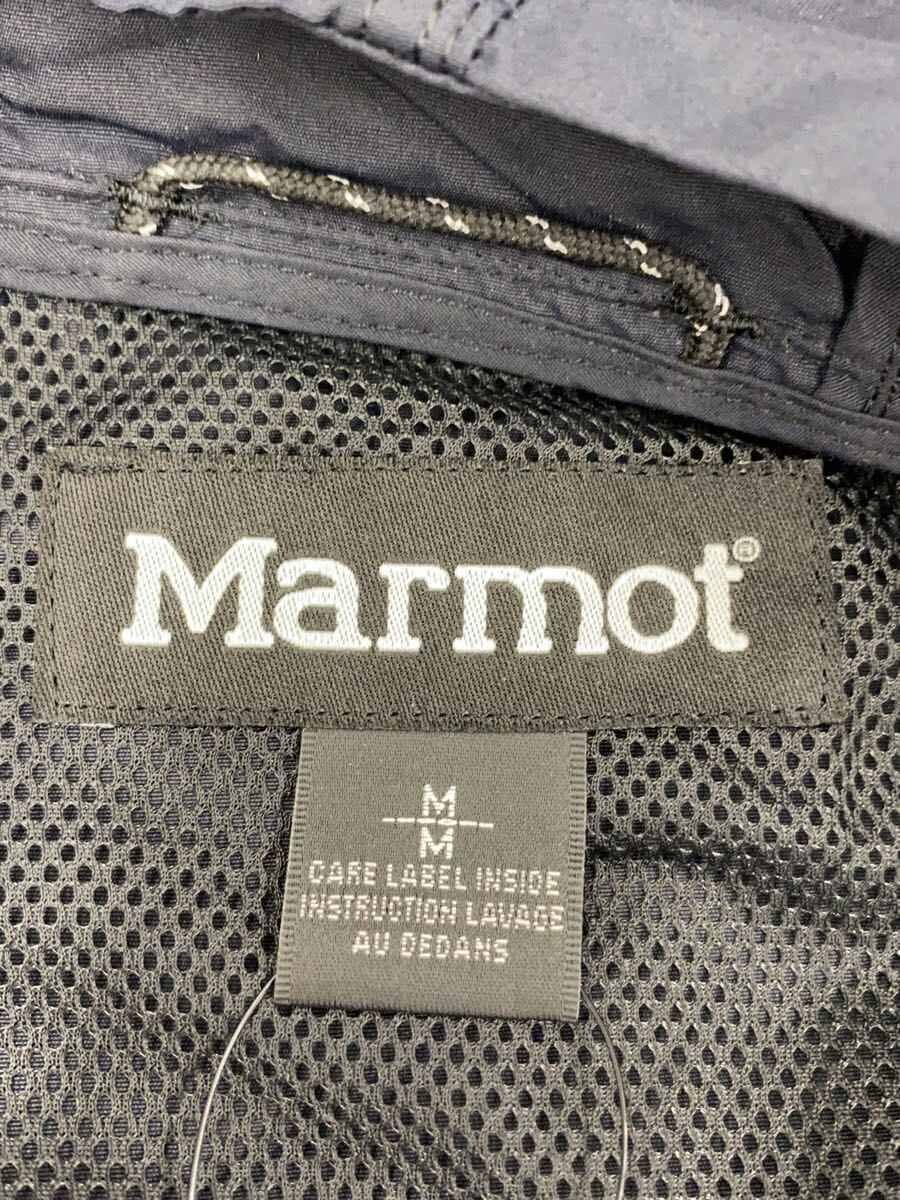 Marmot®
M
M
CARE LABEL INSIDE
INSTRUCTION LAVAGE
AU DEDANS